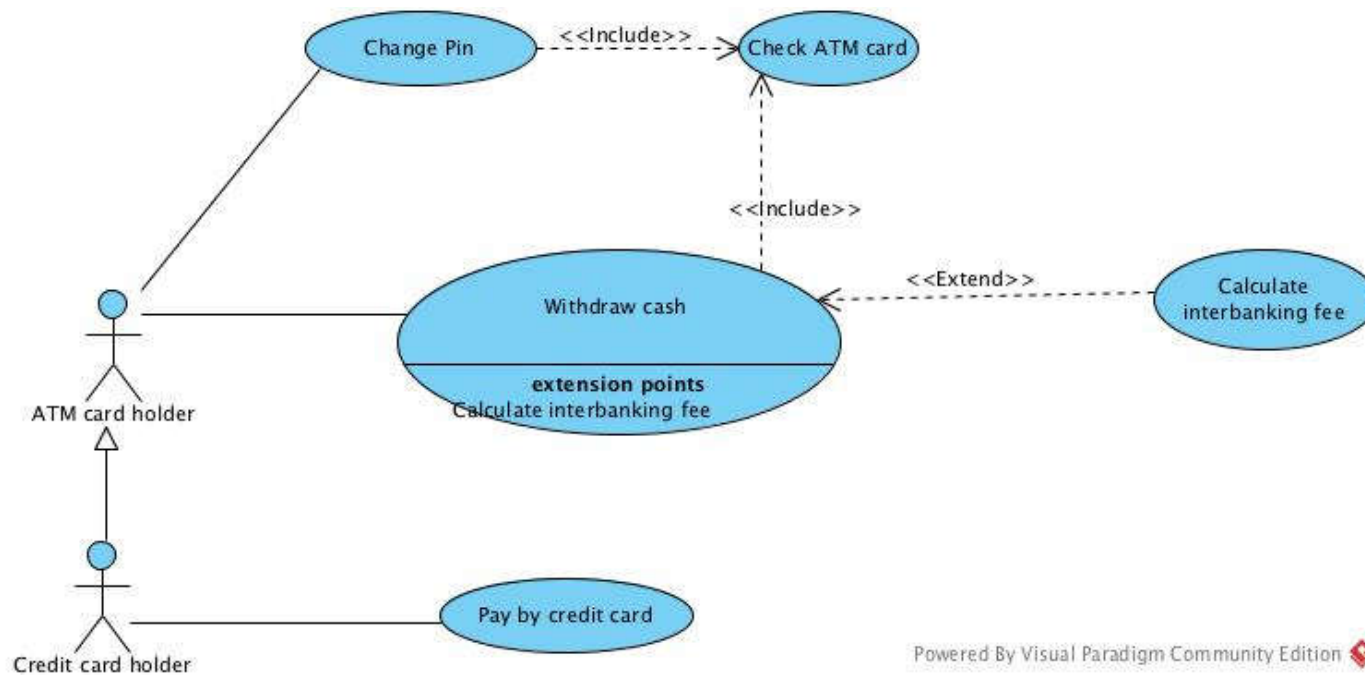 Change Pin
<<Include>>
Check ATM card
<<Include>>
Withdraw cash
<<Extend>>
Calculate
interbanking fee
extension points
Calculate interbanking fee
ATM card holder
Pay by credit card
Credit card holder
Powered By Visual Paradigm Community Edition